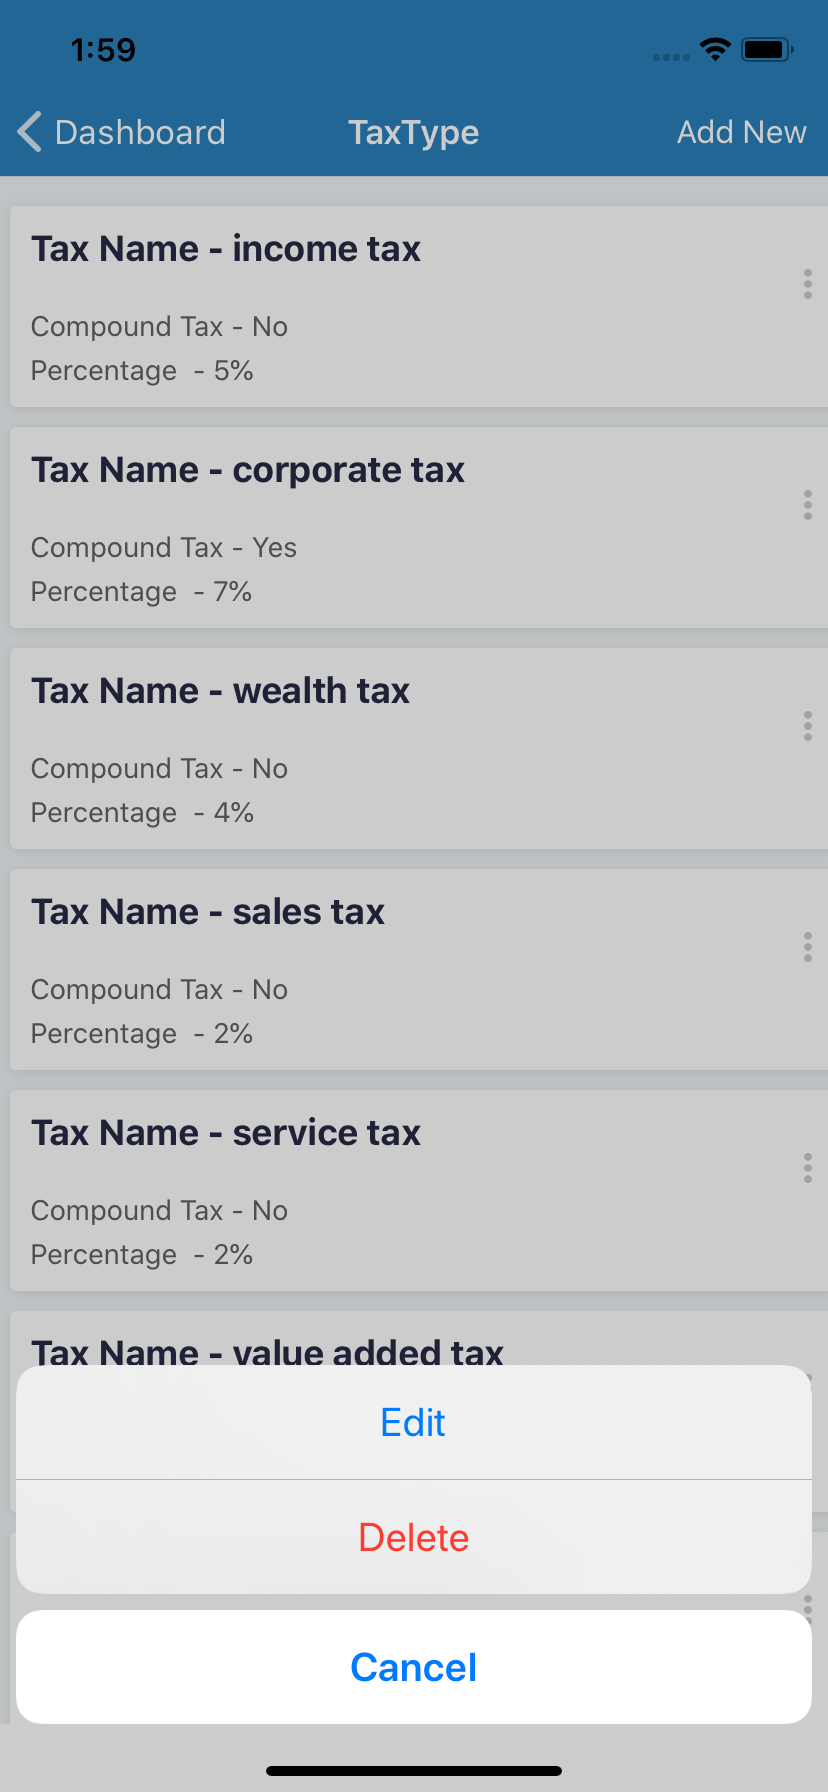 1:59
Dashboard TaxType Add New
Tax Name - income tax
Compound Tax - No
Percentage - 5%
Tax Name - corporate tax
Compound Tax - Yes
Percentage - 7%
Tax Name - wealth tax
Compound Tax - No
Percentage - 4%
Tax Name - sales tax
Compound Tax - No
Percentage - 2%
Tax Name - service tax
Compound Tax - No
Percentage - 2%
Tax Name - value added tax
Edit
Delete
Cancel